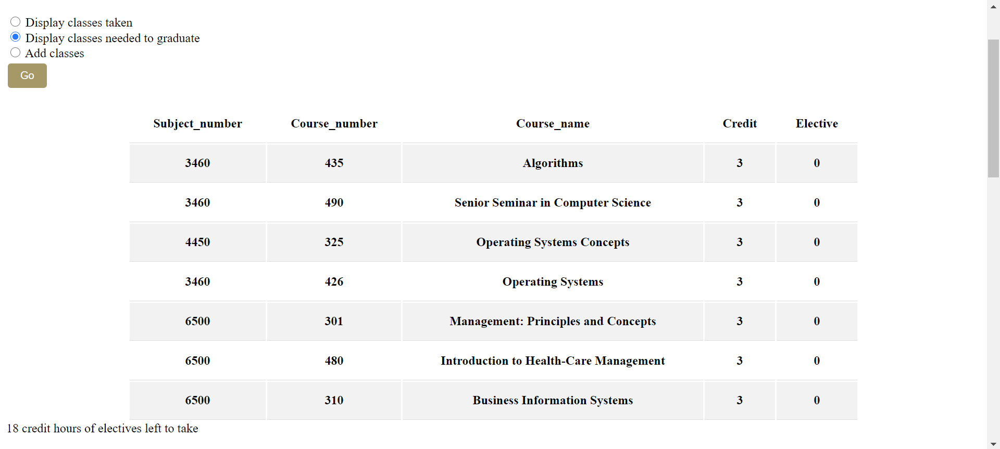 Display classes taken
Display classes needed to graduate
Add classes
Go
Subject_number Course_number Course_name Credit Elective
3460 435 Algorithms 3 0
3460 490 Senior Seminar in Computer Science 3 0
4450 325 Operating Systems Concepts 3 0
3460 426 Operating Systems 3 0
6500 301 Management: Principles and Concepts 3 0
6500 480 Introduction to Health-Care Management 3 0
6500 310 Business Information Systems 3 0
18 credit hours of electives left to take